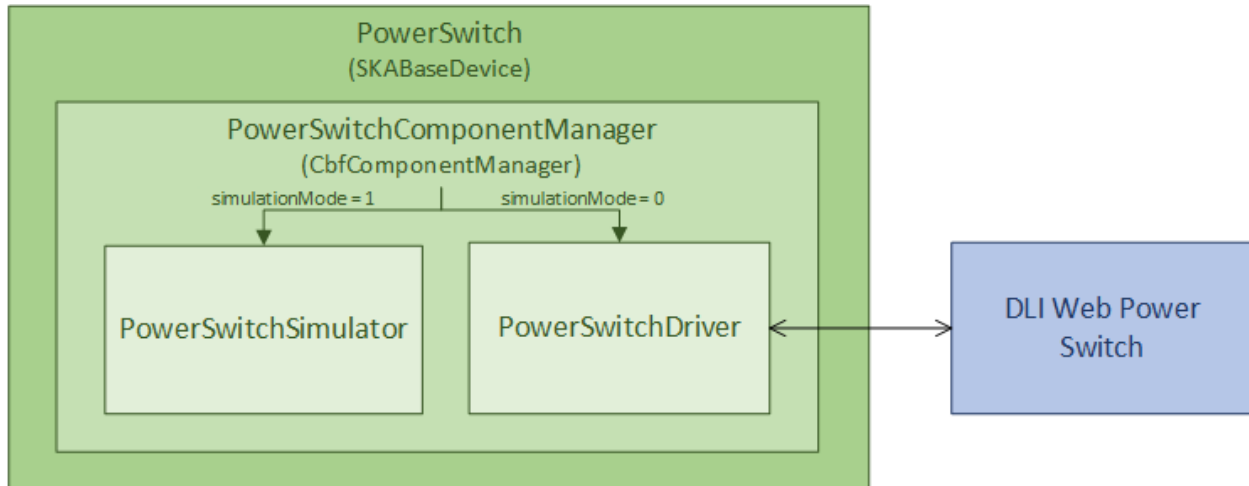 PowerSwitch
(SKABaseDevice)
PowerSwitchComponentManager
(CbfComponentManager)
simulationMode = 1
simulationMode = 0
PowerSwitchSimulator
PowerSwitchDriver
DLI Web Power
Switch